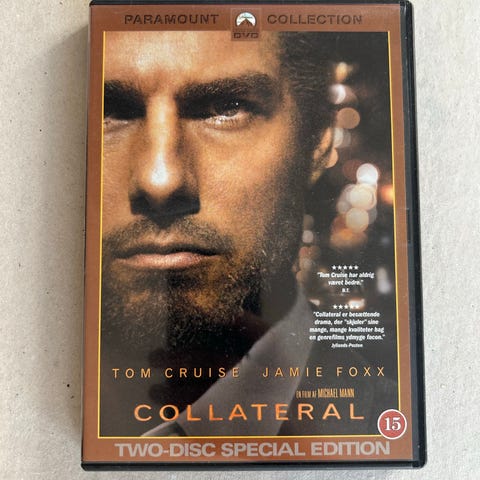 PARAMOUNT COLLECTION
DVD
★★★★★
"Tom Cruise har aldrig
været bedre."
B.T.
★★★★★
"Collateral er besættende
drama, der "skjuler" sine
mange, mange kvaliteter bag
en genrefilms ydmyge facon."
Jyllands-Posten
TOM CRUISE JAMIE FOXX
EN FILM AF MICHAEL MANN
COLLATERAL
15
TWO-DISC SPECIAL EDITION